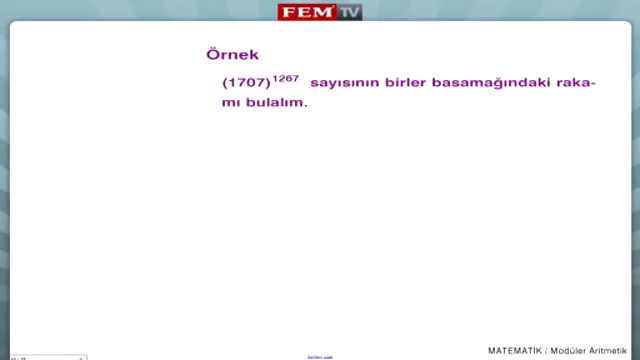 FEM TV
Örnek
(1707)^1267 sayısının birler basamağındaki raka-
mı bulalım.
MATEMATİK / Modüler Aritmetik